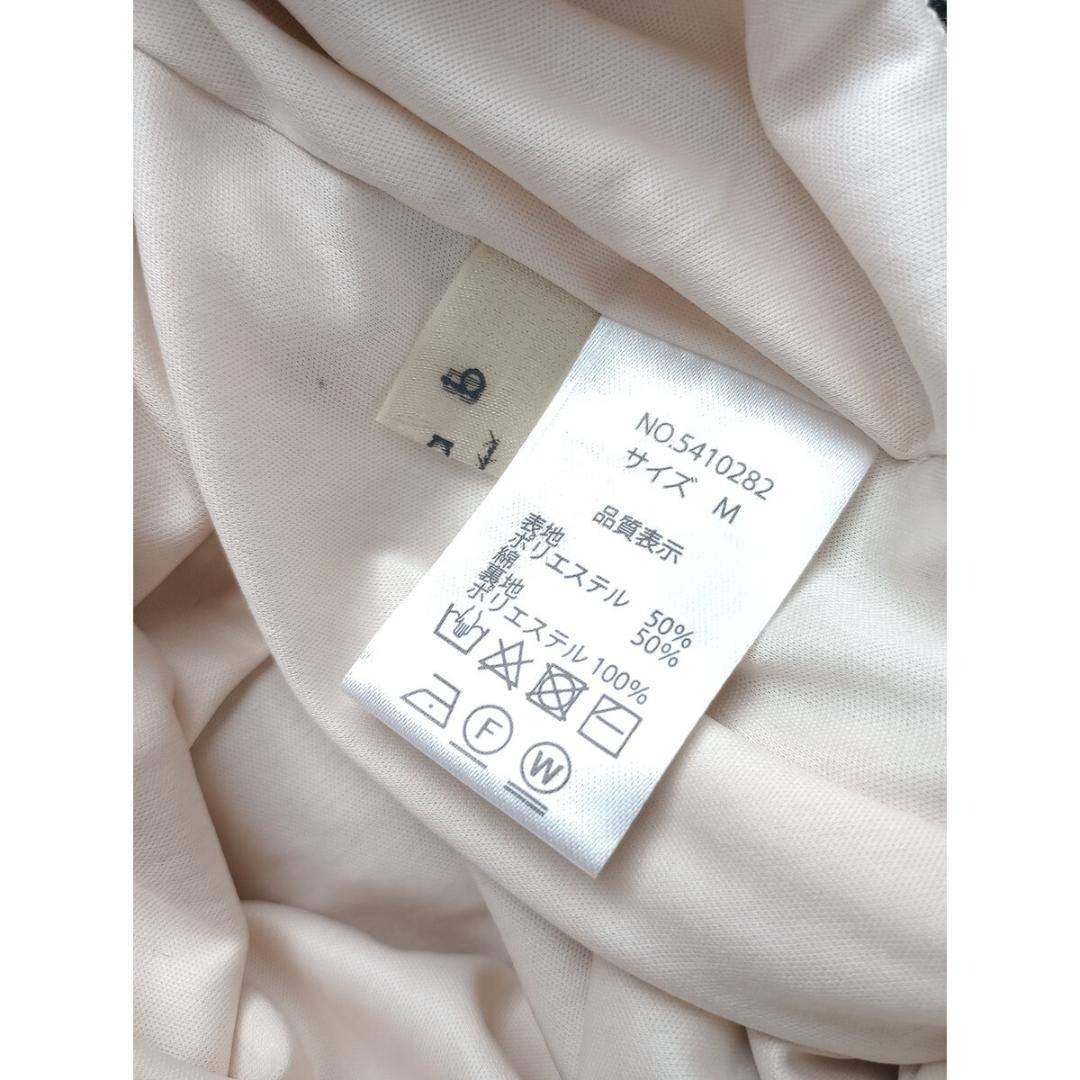 NO.5410282
サイズ M
品質表示
表地
ポリエステル 50%
綿 50%
裏地
ポリエステル 100%
F
W
b